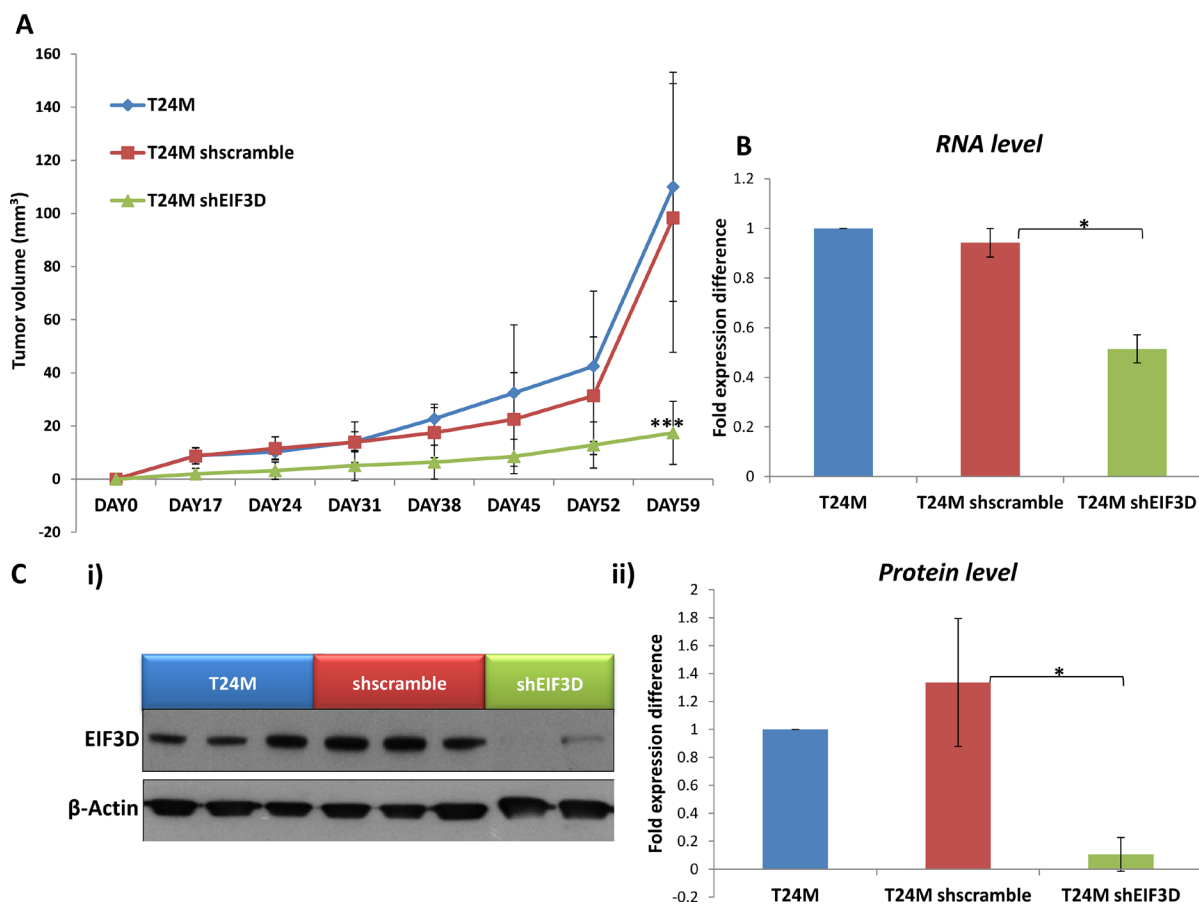 A
160
140
120
100
80
60
40
20
0
-20
Tumor volume (mm³)
T24M
T24M shscramble
T24M shEIF3D
***
DAY0 DAY17 DAY24 DAY31 DAY38 DAY45 DAY52 DAY59
B
RNA level
1.2
1
0.8
0.6
0.4
0.2
0
Fold expression difference
*
T24M T24M shscramble T24M shEIF3D
C i)
T24M shscramble shEIF3D
EIF3D
β-Actin
ii)
Protein level
2
1.8
1.6
1.4
1.2
1
0.8
0.6
0.4
0.2
0
-0.2
Fold expression difference
*
T24M T24M shscramble T24M shEIF3D